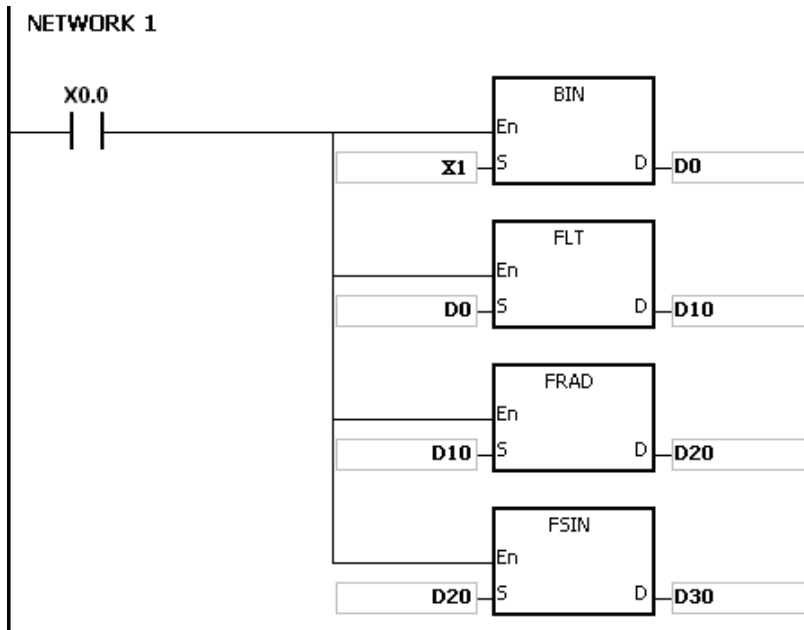 NETWORK 1
X0.0
BIN
En
X1 S D D0
FLT
En
D0 S D D10
FRAD
En
D10 S D D20
FSIN
En
D20 S D D30